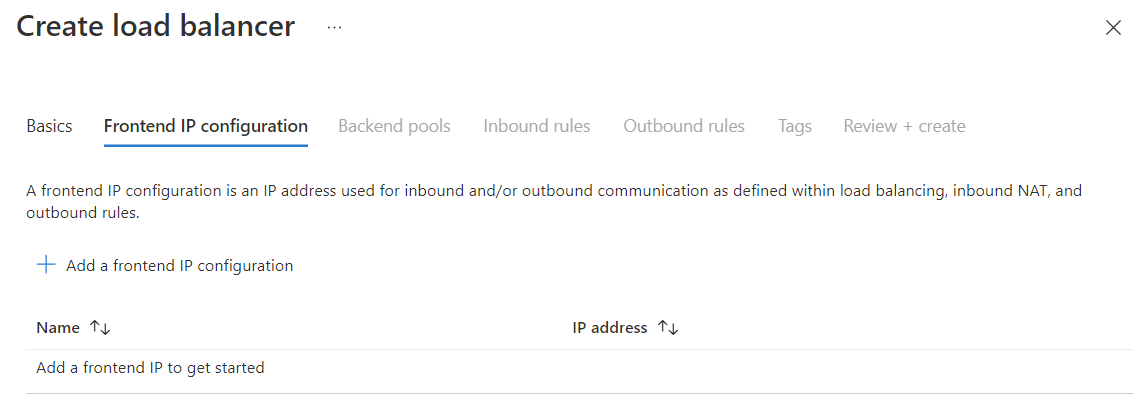 Create load balancer ...
Basics Frontend IP configuration Backend pools Inbound rules Outbound rules Tags Review + create
A frontend IP configuration is an IP address used for inbound and/or outbound communication as defined within load balancing, inbound NAT, and
outbound rules.
Add a frontend IP configuration
Name ↑↓ IP address ↑↓
Add a frontend IP to get started